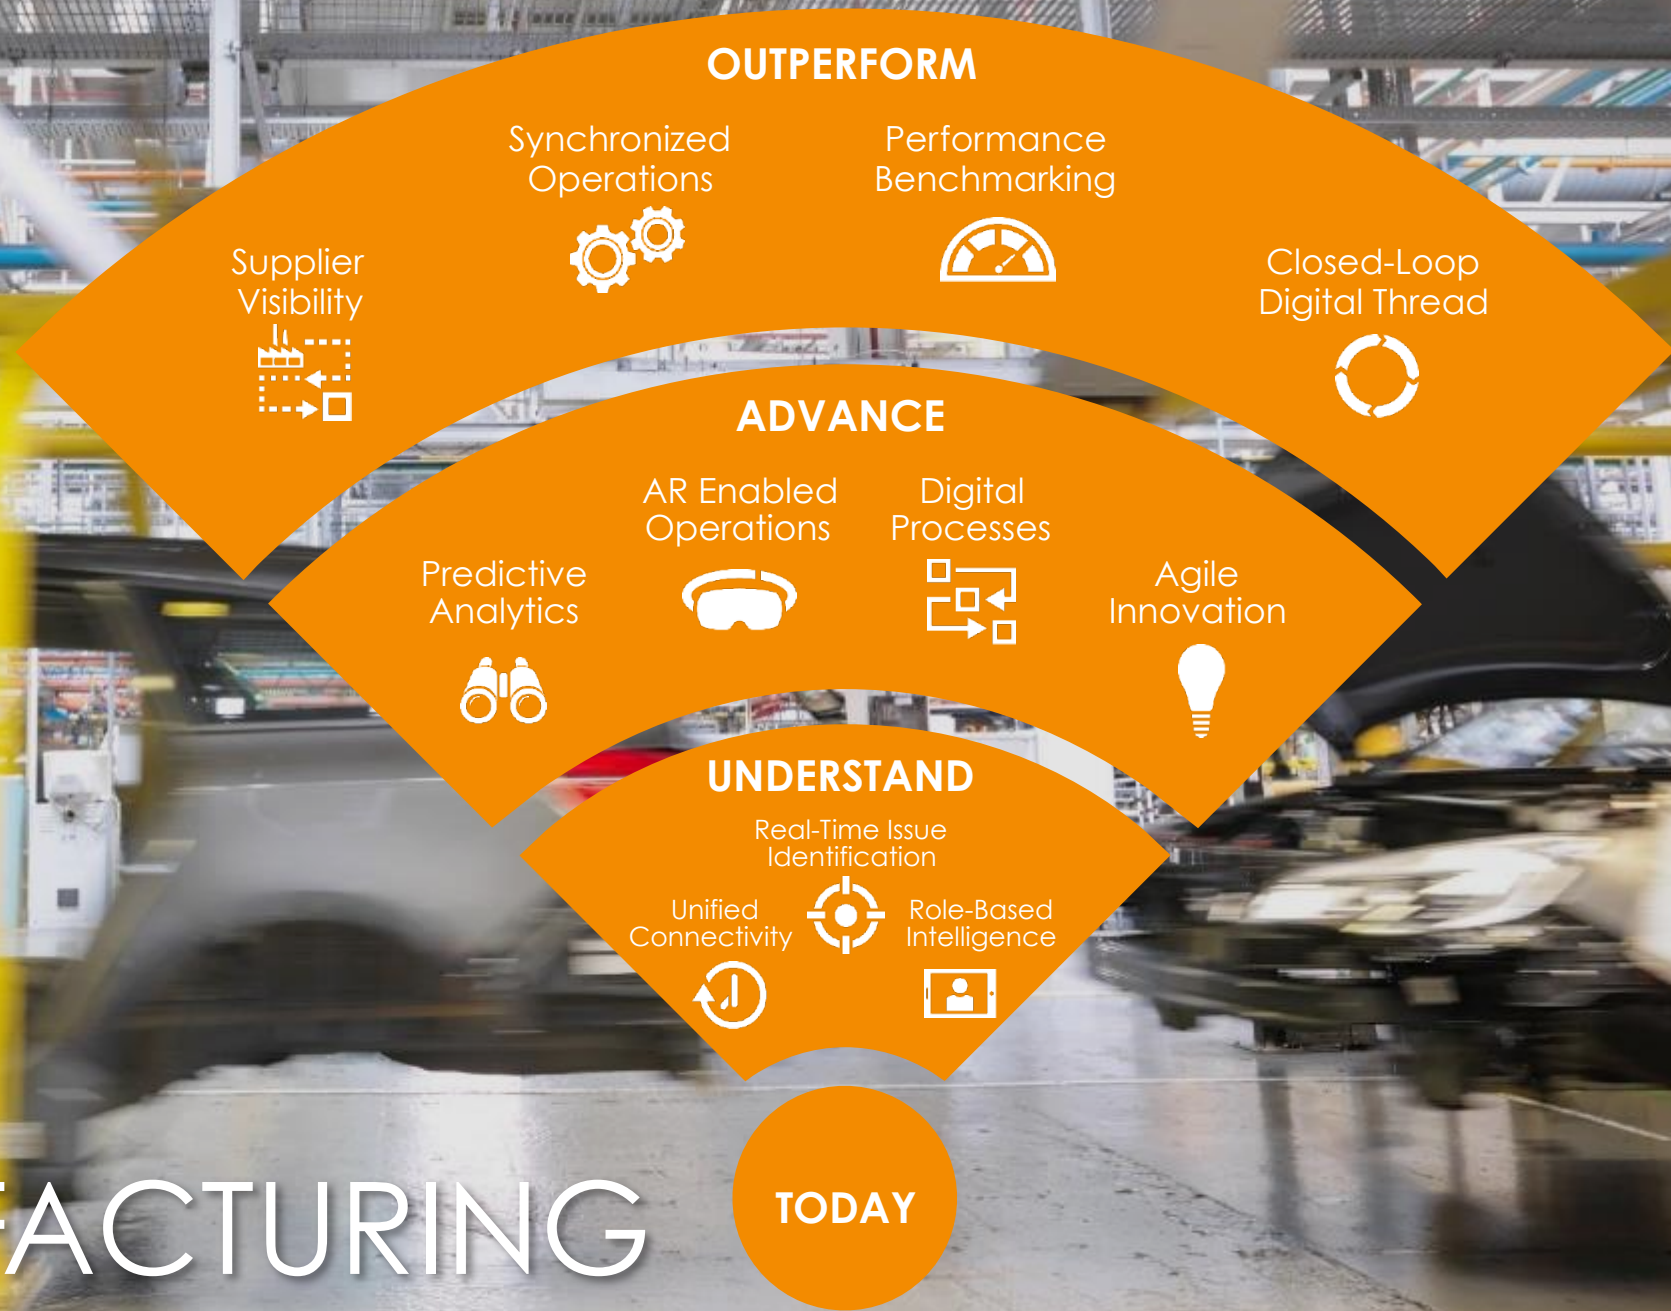 OUTPERFORM
Synchronized
Operations
Performance
Benchmarking
Supplier
Visibility
Closed-Loop
Digital Thread
ADVANCE
AR Enabled
Operations
Digital
Processes
Predictive
Analytics
Agile
Innovation
UNDERSTAND
Real-Time Issue
Identification
Unified
Connectivity
Role-Based
Intelligence
TODAY
FACTURING